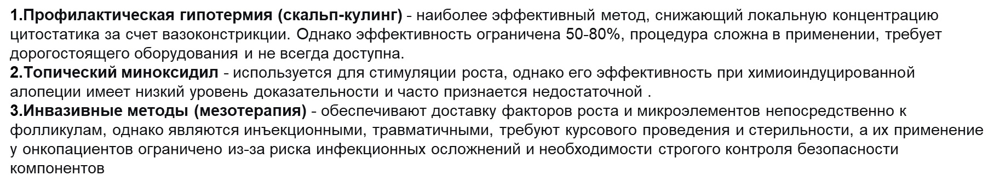 1.Профилактическая гипотермия (скальп-кулинг) - наиболее эффективный метод, снижающий локальную концентрацию
цитостатика за счет вазоконстрикции. Однако эффективность ограничена 50-80%, процедура сложна в применении, требует
дорогостоящего оборудования и не всегда доступна.
2.Топический миноксидил - используется для стимуляции роста, однако его эффективность при химиоиндуцированной
алопеции имеет низкий уровень доказательности и часто признается недостаточной .
3.Инвазивные методы (мезотерапия) - обеспечивают доставку факторов роста и микроэлементов непосредственно к
фолликулам, однако являются инъекционными, травматичными, требуют курсового проведения и стерильности, а их применение
у онкопациентов ограничено из-за риска инфекционных осложнений и необходимости строгого контроля безопасности
компонентов